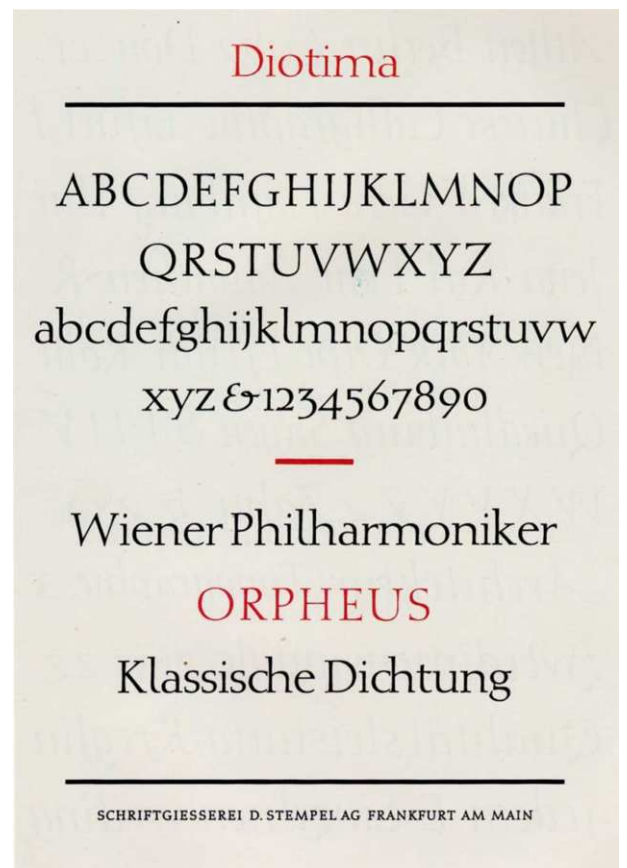 Diotima
ABCDEFGHIJKLMNOP
QRSTUVWXYZ
abcdefghijklmnopqrstuvw
xyz & 1234567890
Wiener Philharmoniker
ORPHEUS
Klassische Dichtung
SCHRIFTGIESSEREI D. STEMPEL AG FRANKFURT AM MAIN